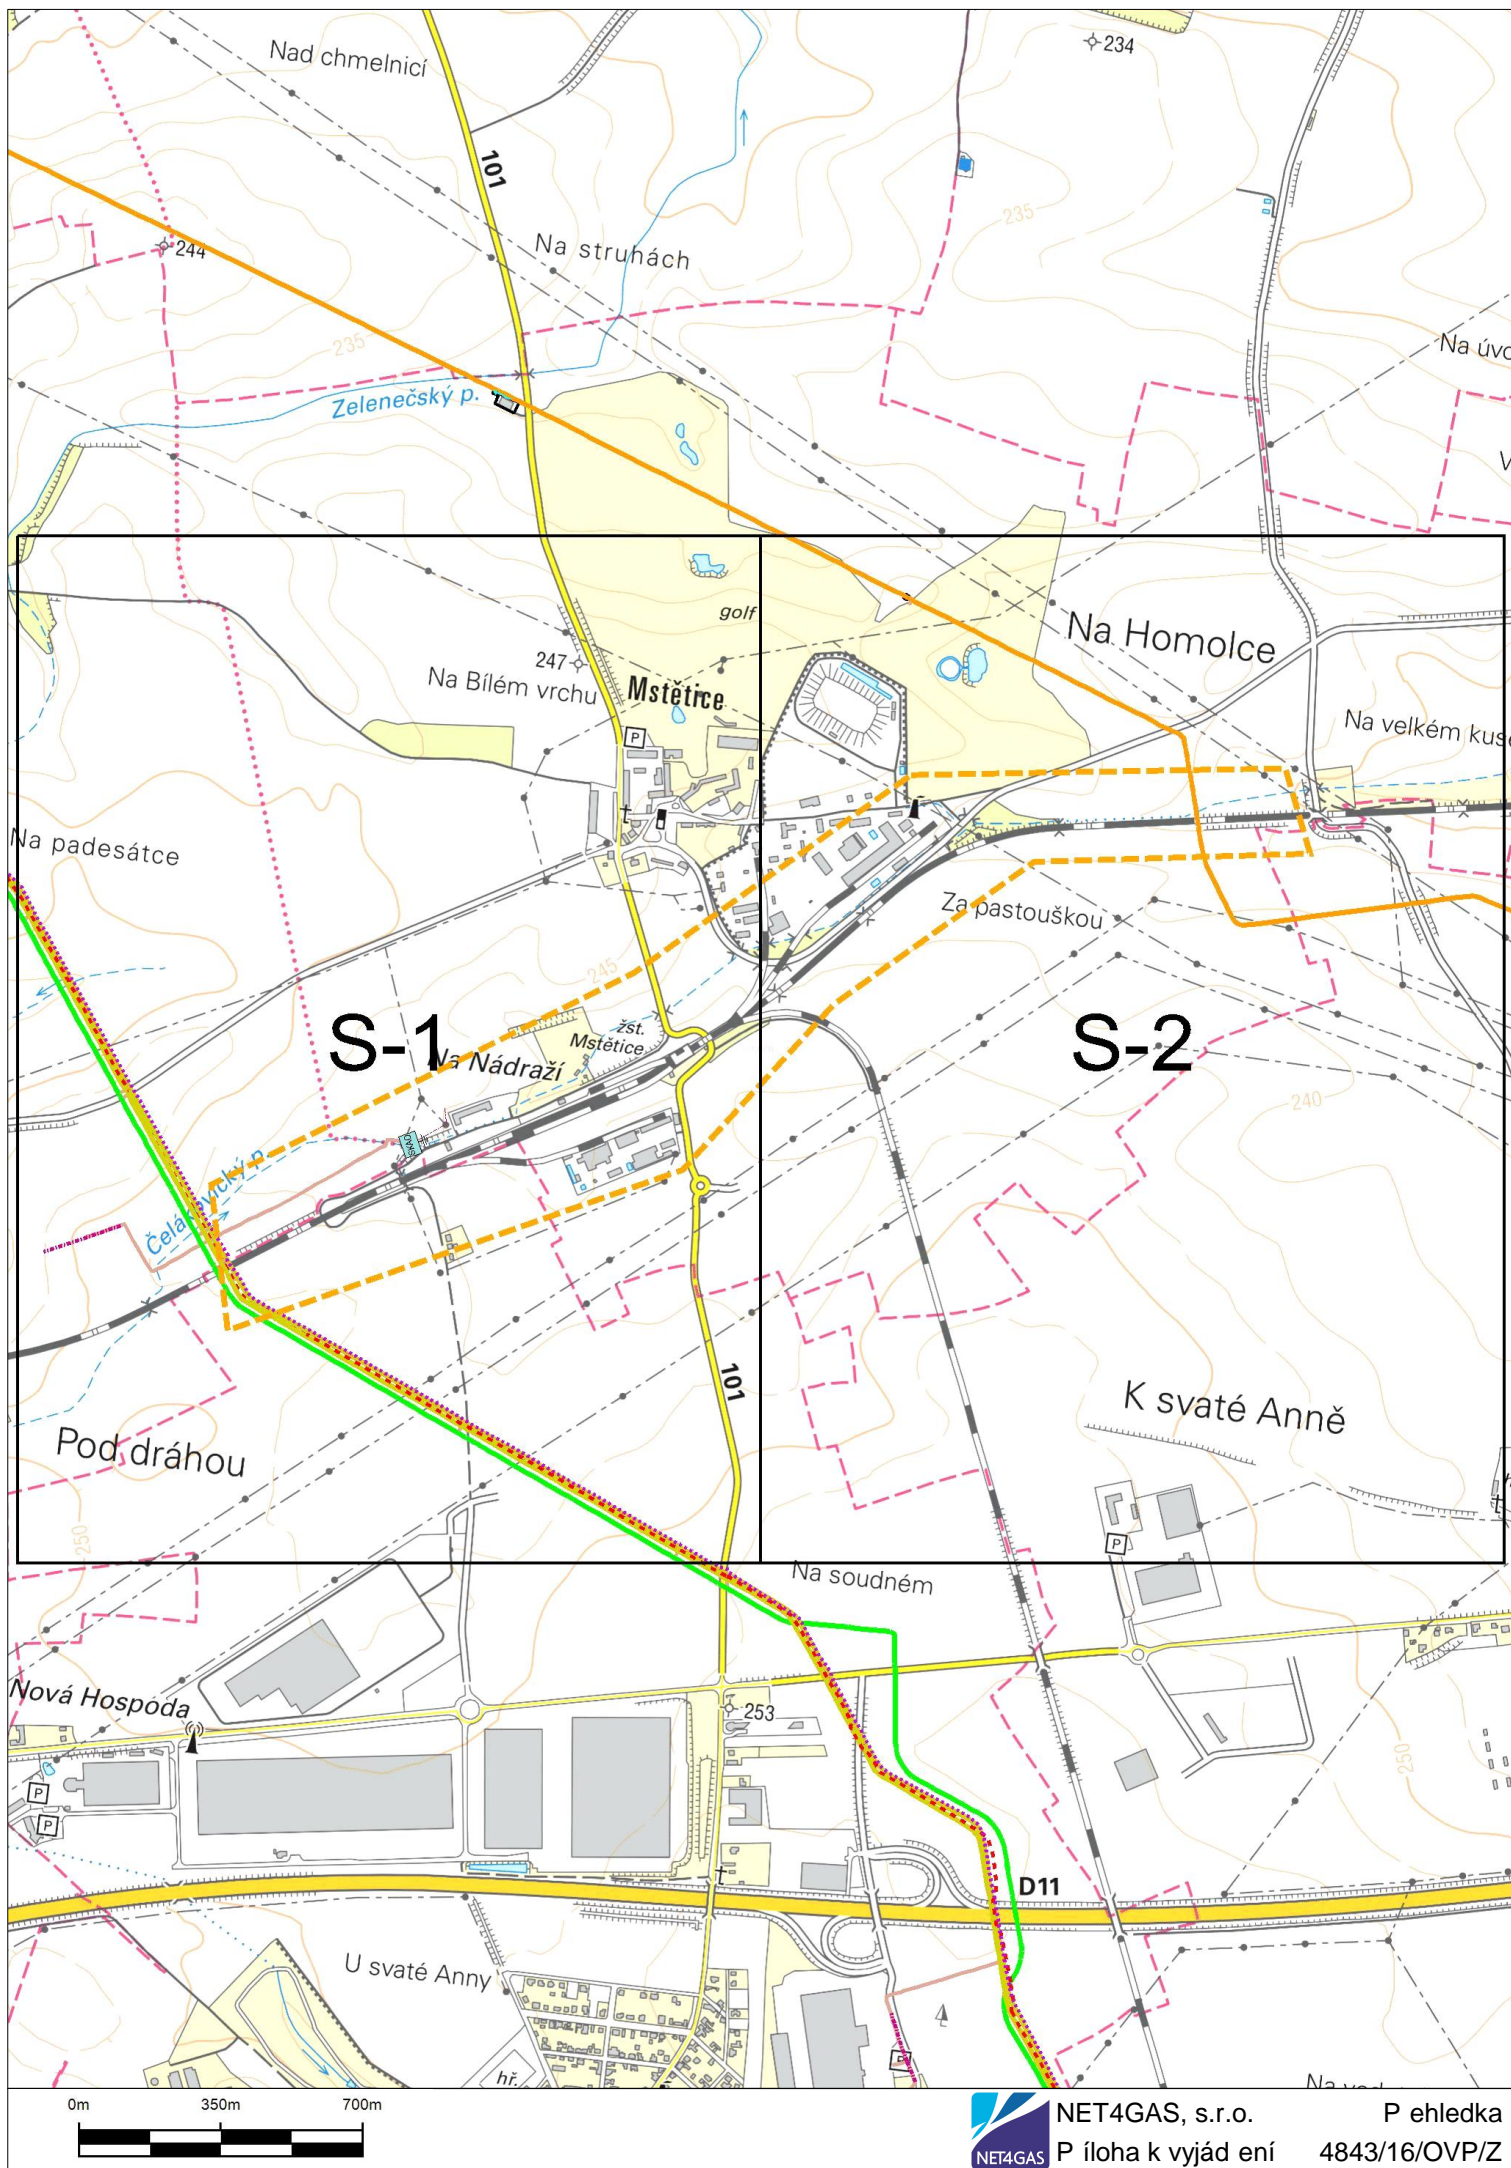 Nad chmelnicí
234
101
235
Na struhách
244
235
Na úvo
Zelenečský p.
golf
Na Homolce
247
Na Bílém vrchu
Mstětice
Na velkém kuse
P
Na padesátce
Za pastouškou
245
S-1
S-2
žst.
Mstětice
Na Nádraží
240
SKAO
Čelákovický p.
101
K svaté Anně
Pod dráhou
250
P
Na soudném
Nová Hospoda
253
250
P
P
D11
U svaté Anny
hř.
0m
350m
700m
NET4GAS
NET4GAS, s.r.o.
P ehledka
P íloha k vyjád ení
4843/16/OVP/Z